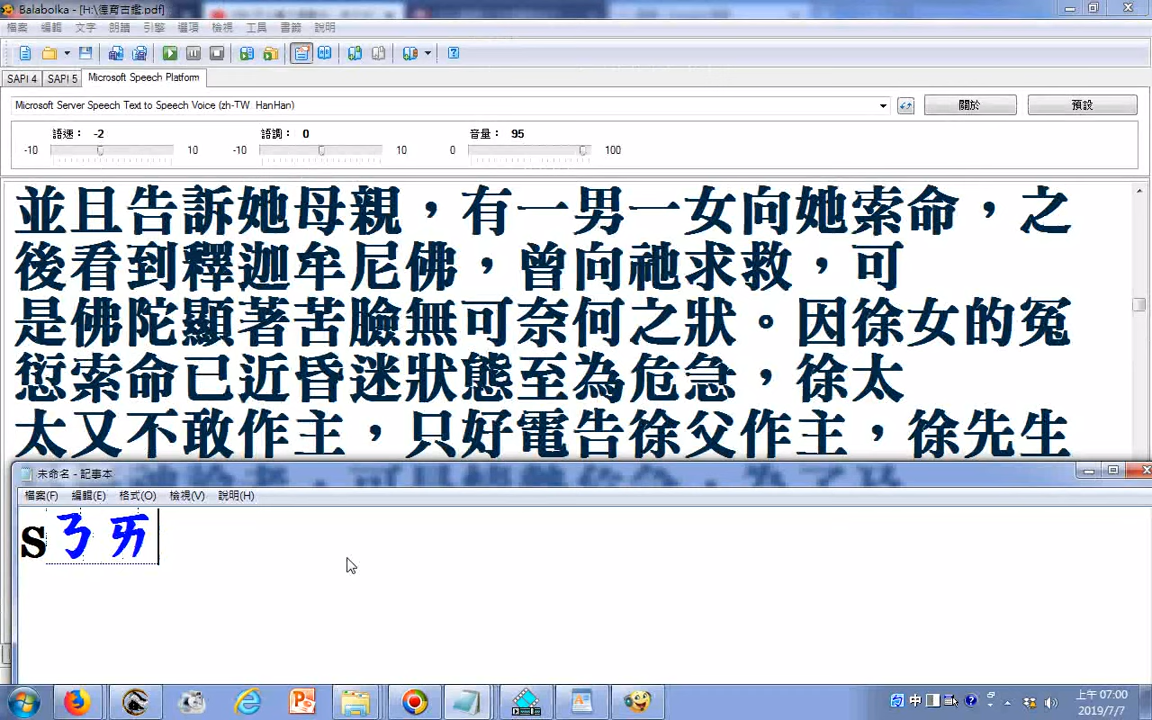 Balabolka - [H:\德育古鑑.pdf]
檔案 編輯 文字 朗讀 引擎 選項 檢視 工具 書籤 說明
SAPI 4 SAPI 5 Microsoft Speech Platform
Microsoft Server Speech Text to Speech Voice (zh-TW HanHan) 關於 預設
語速: -2 語調: 0 音量: 95
-10 10 -10 10 0 100
並且告訴她母親，有一男一女向她索命，之
後看到釋迦牟尼佛，曾向祂求救，可
是佛陀顯著苦臉無可奈何之狀。因徐女的冤
愆索命已近昏迷狀態至為危急，徐太
太又不敢作主，只好電告徐父作主，徐先生
未命名 - 記事本
檔案(F) 編輯(E) 格式(O) 檢視(V) 說明(H)
s ㄋ ㄞ
中
上午 07:00
2019/7/7